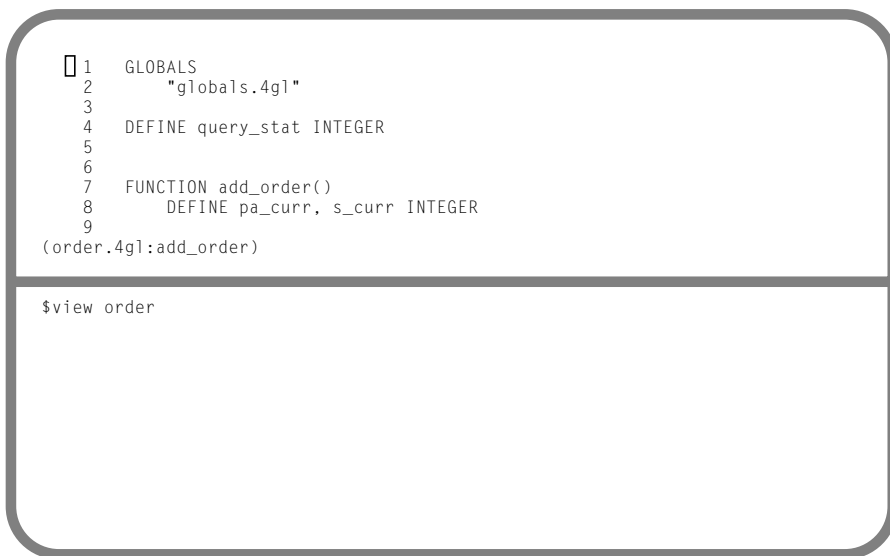 1 GLOBALS
2 "globals.4gl"
3
4 DEFINE query_stat INTEGER
5
6
7 FUNCTION add_order()
8 DEFINE pa_curr, s_curr INTEGER
9
(order.4gl:add_order)
$view order